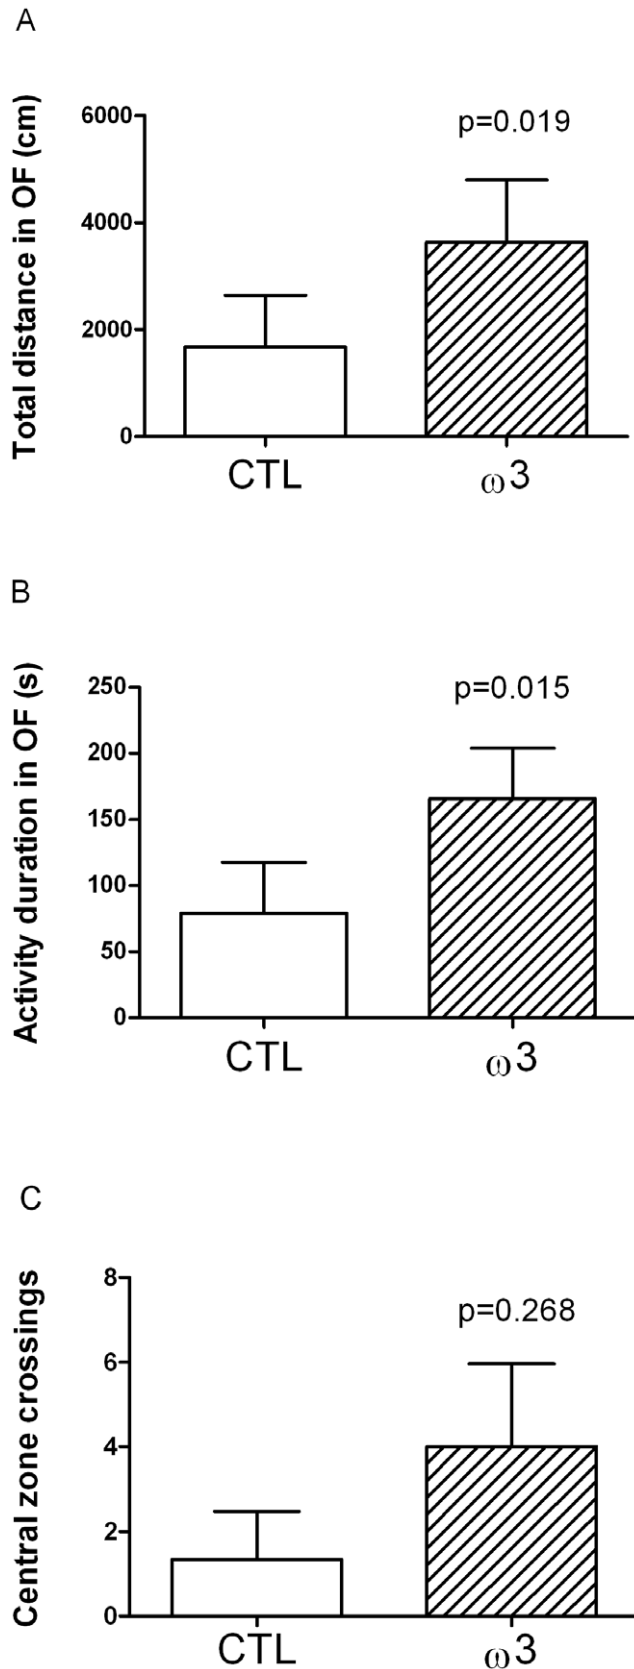 A
Total distance in OF (cm)
6000
4000
2000
0
p=0.019
CTL
ω3
B
Activity duration in OF (s)
250
200
150
100
50
0
p=0.015
CTL
ω3
C
Central zone crossings
8
6
4
2
0
p=0.268
CTL
ω3